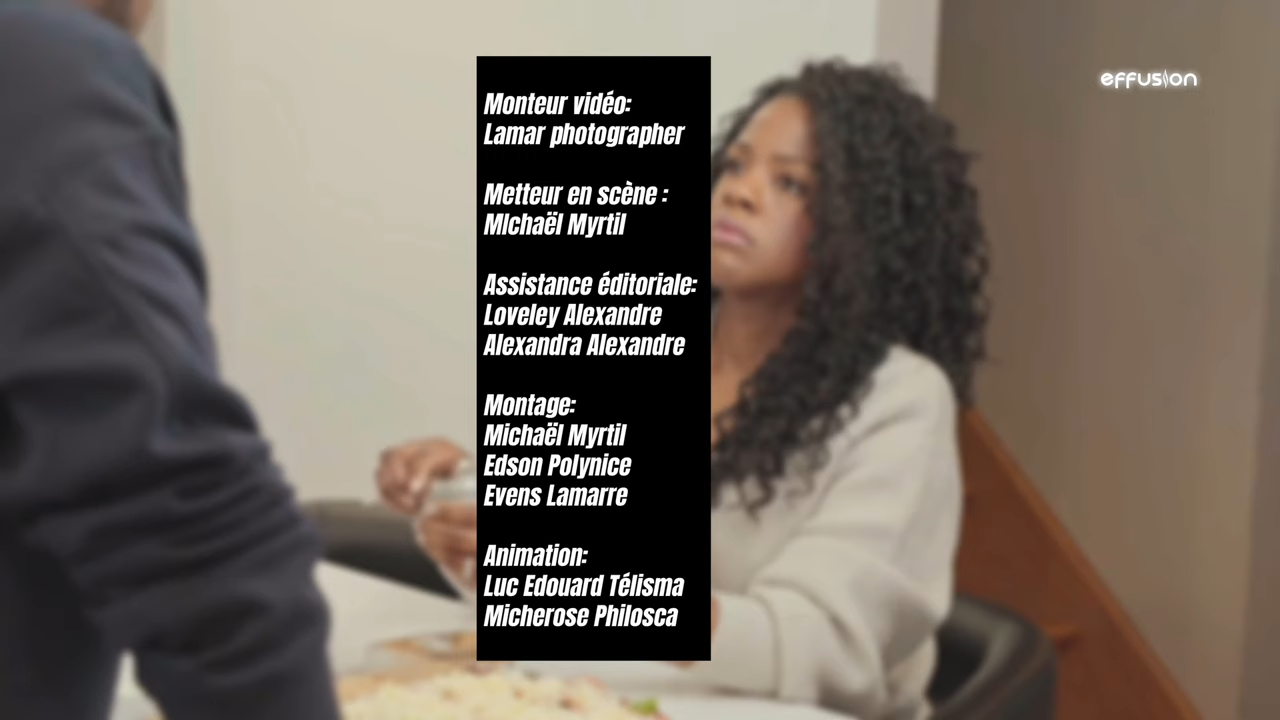 effusion
Monteur vidéo:
Lamar photographer
Metteur en scène :
MIchaël Myrtil
Assistance éditoriale:
Loveley Alexandre
Alexandra Alexandre
Montage:
Michaël Myrtil
Edson Polynice
Evens Lamarre
Animation:
Luc Edouard Télisma
Micherose Philosca